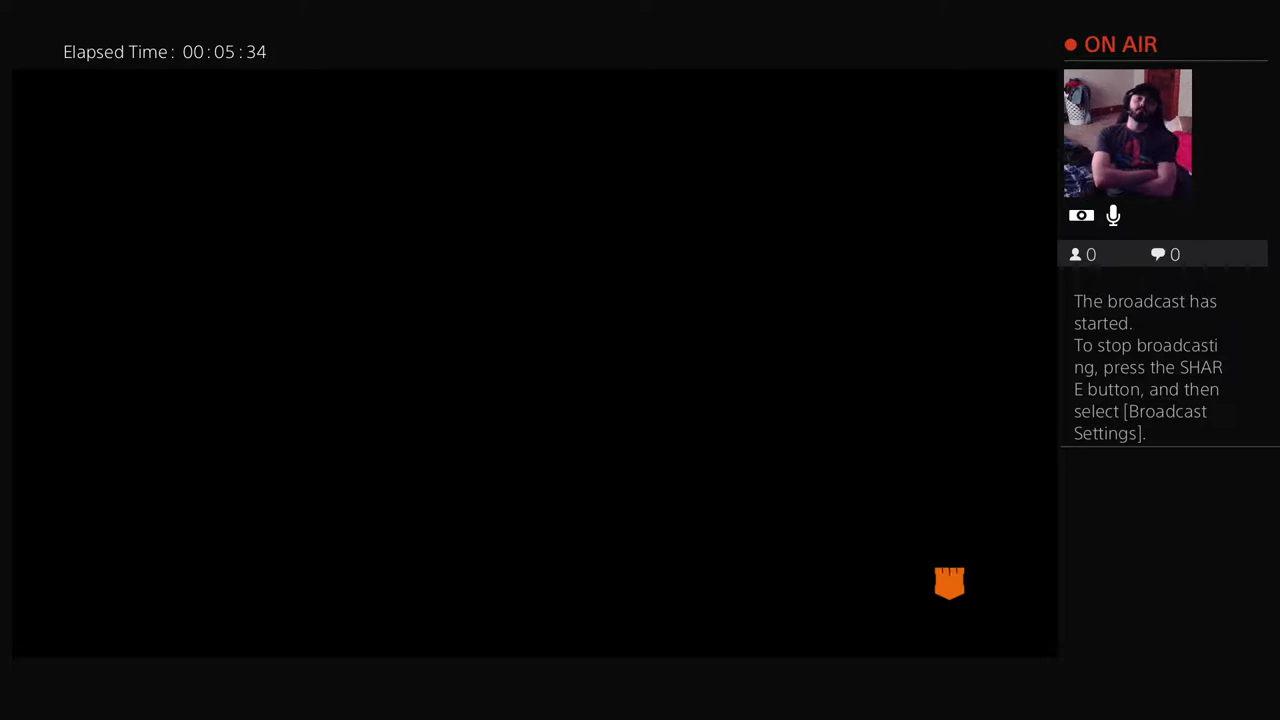 Elapsed Time: 00:05:34
ON AIR
0 0
The broadcast has
started.
To stop broadcasti
ng, press the SHAR
E button, and then
select [Broadcast
Settings].